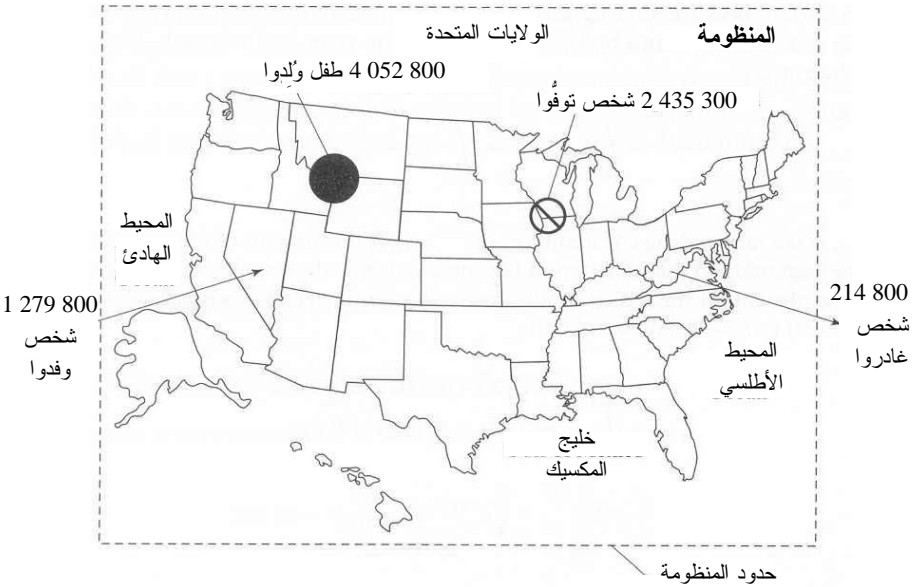 المنظومة
الولايات المتحدة
4 052 800 طفل وُلِدوا
2 435 300 شخص توفُّوا
المحيط
الهادئ
1 279 800
شخص
وفدوا
214 800
شخص
غادروا
المحيط
الأطلسي
خليج
المكسيك
حدود المنظومة